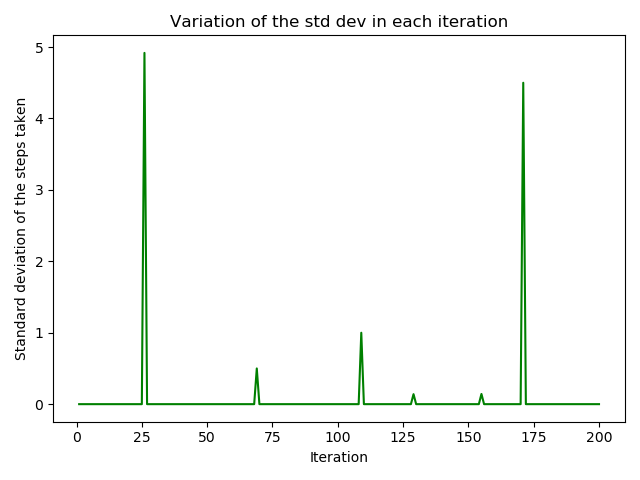 Variation of the std dev in each iteration
Standard deviation of the steps taken
5
4
3
2
1
0
0 25 50 75 100 125 150 175 200
Iteration